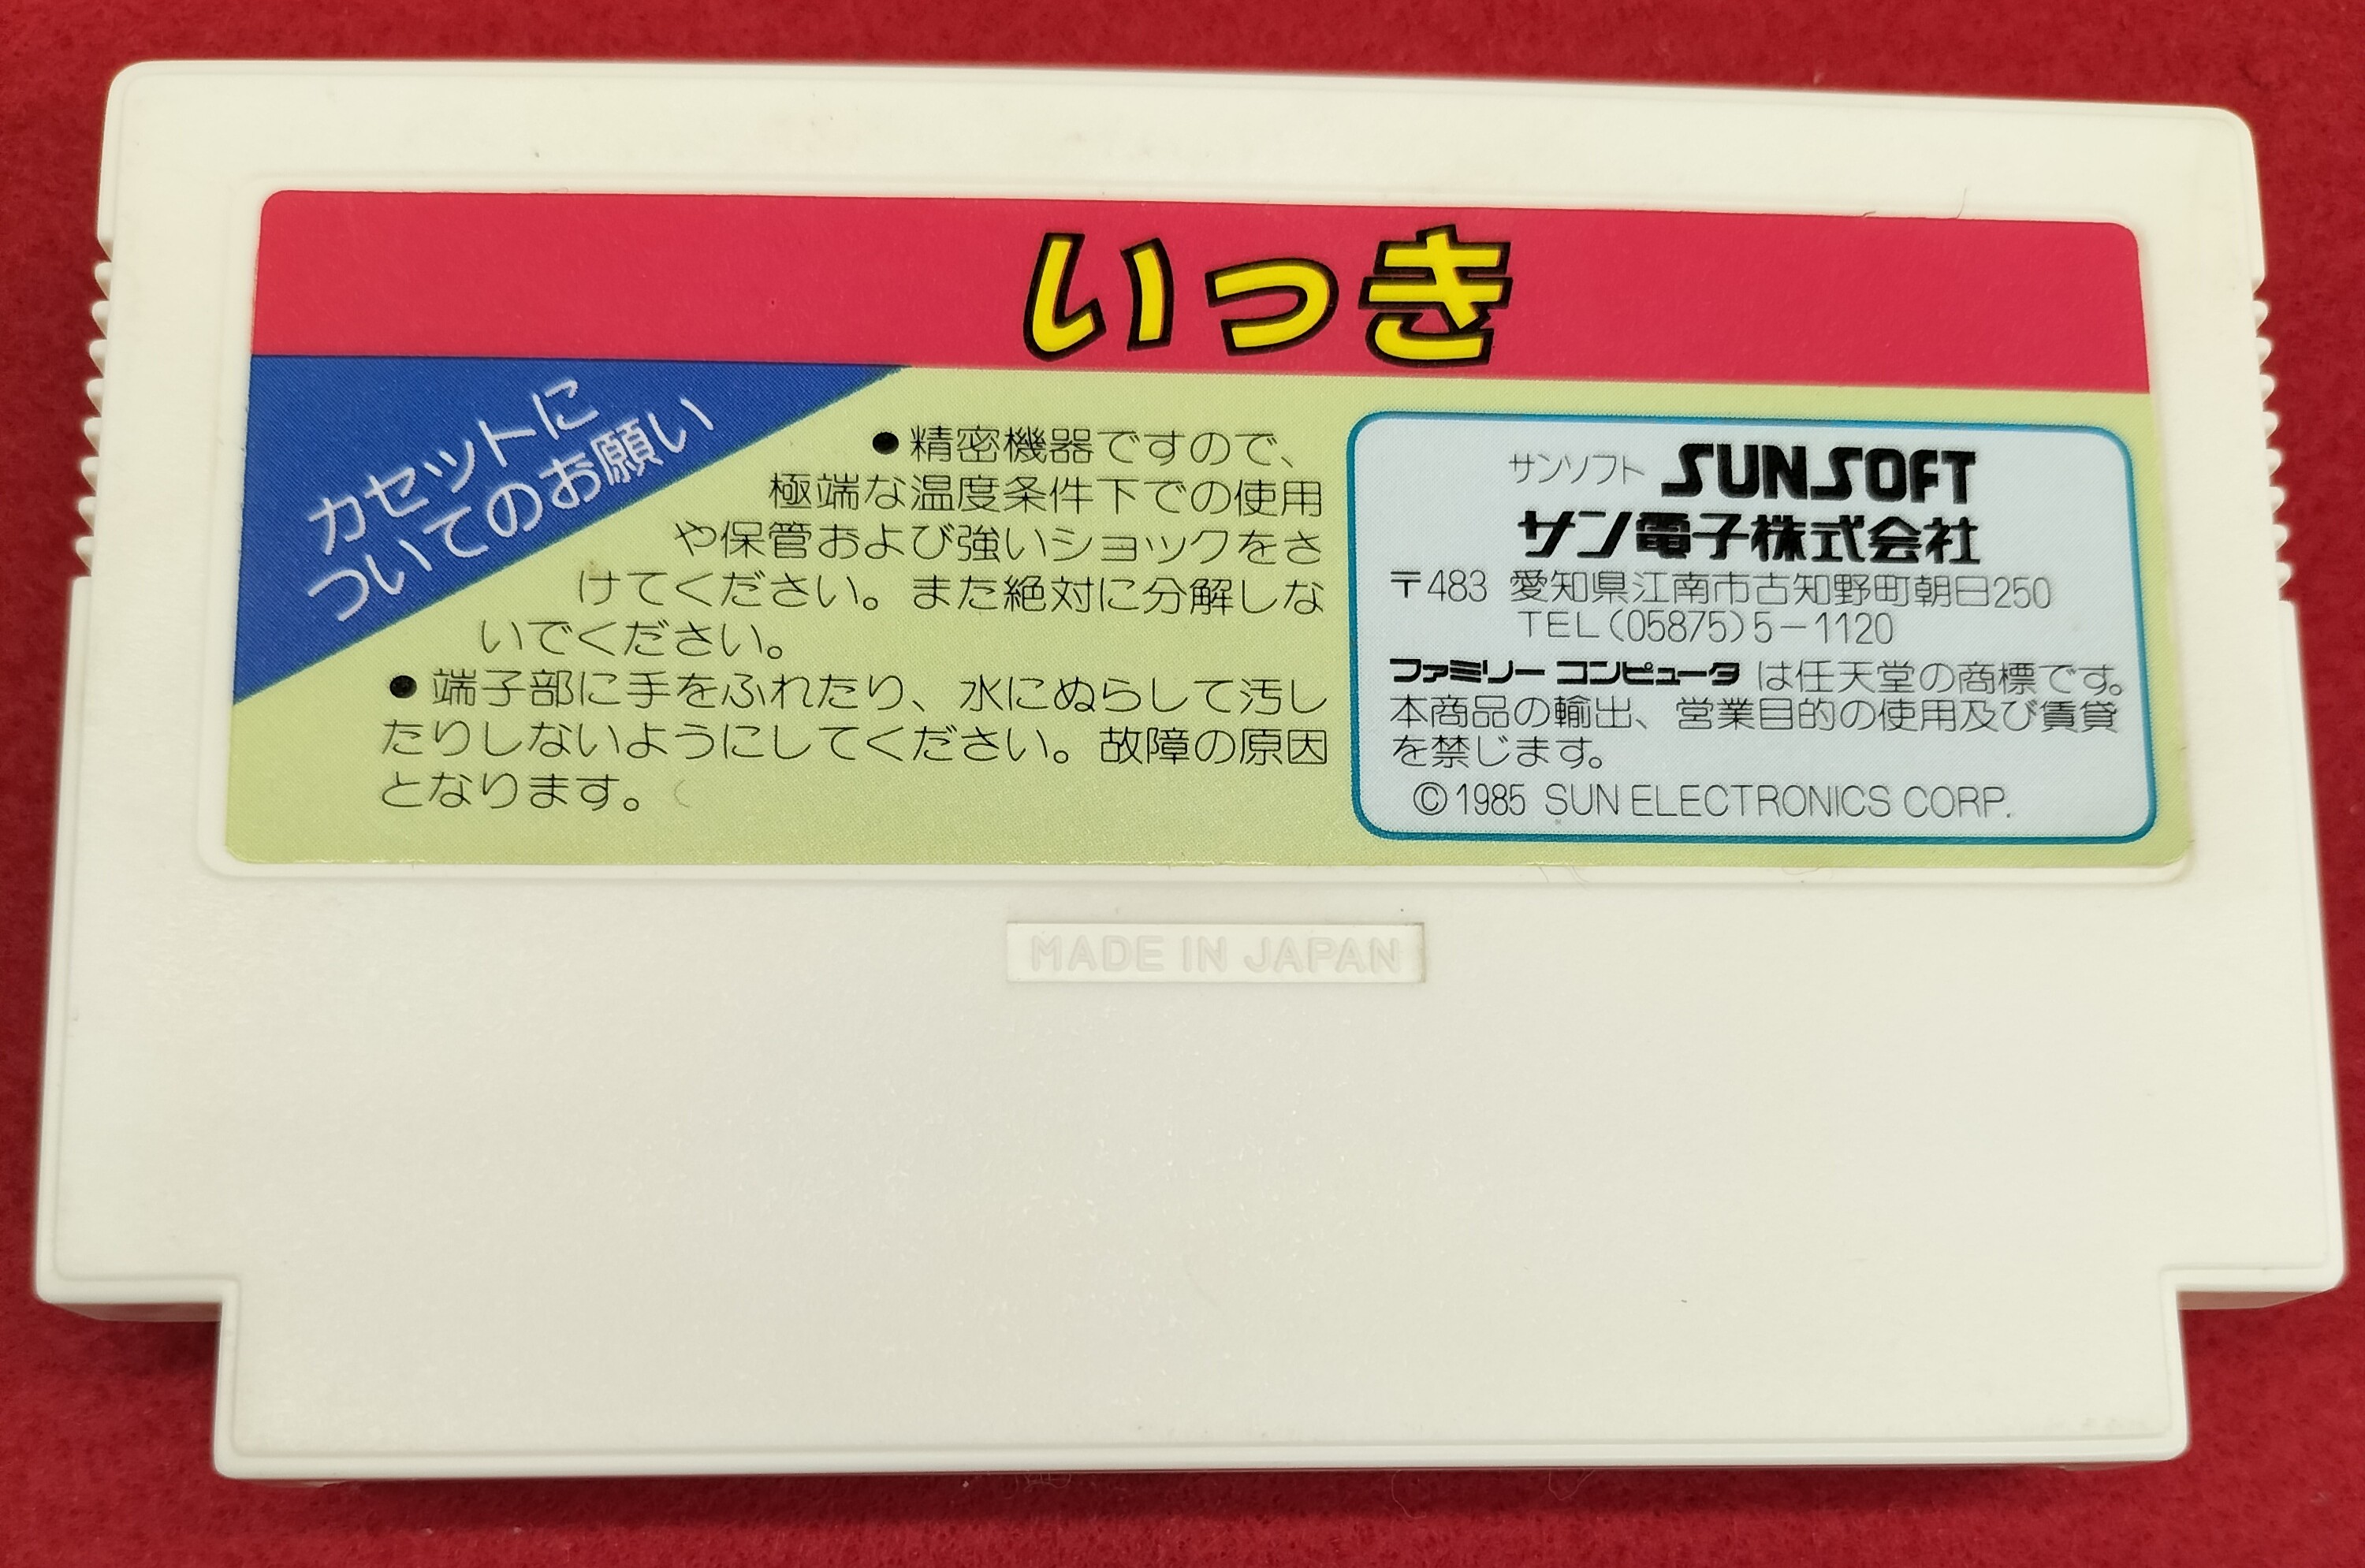 いっき
カセットに
ついてのお願い
●精密機器ですので、
極端な温度条件下での使用
や保管および強いショックをさ
けてください。また絶対に分解しな
いでください。
●端子部に手をふれたり、水にぬらして汚し
たりしないようにしてください。故障の原因
となります。
サンソフト SUNSOFT
サン電子株式会社
〒483 愛知県江南市古知野町朝日250
TEL(05875)5-1120
ファミリー コンピュータ は任天堂の商標です。
本商品の輸出、営業目的の使用及び賃貸
を禁じます。
©1985 SUN ELECTRONICS CORP.
MADE IN JAPAN